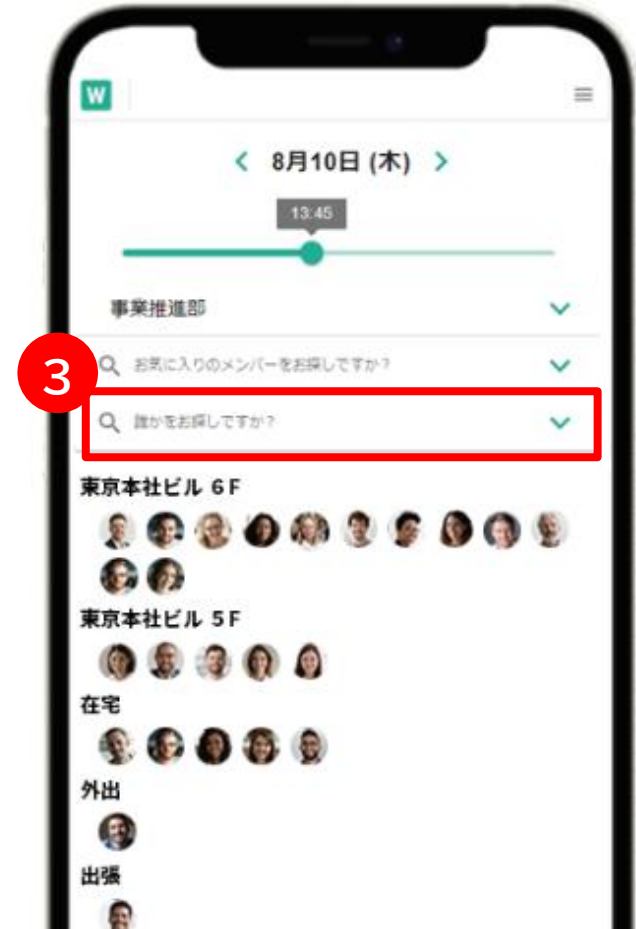 W
< 8月10日 (木) >
13:45
事業推進部
お気に入りのメンバーをお探しですか？
3
誰かをお探しですか？
東京本社ビル 6F
東京本社ビル 5F
在宅
外出
出張